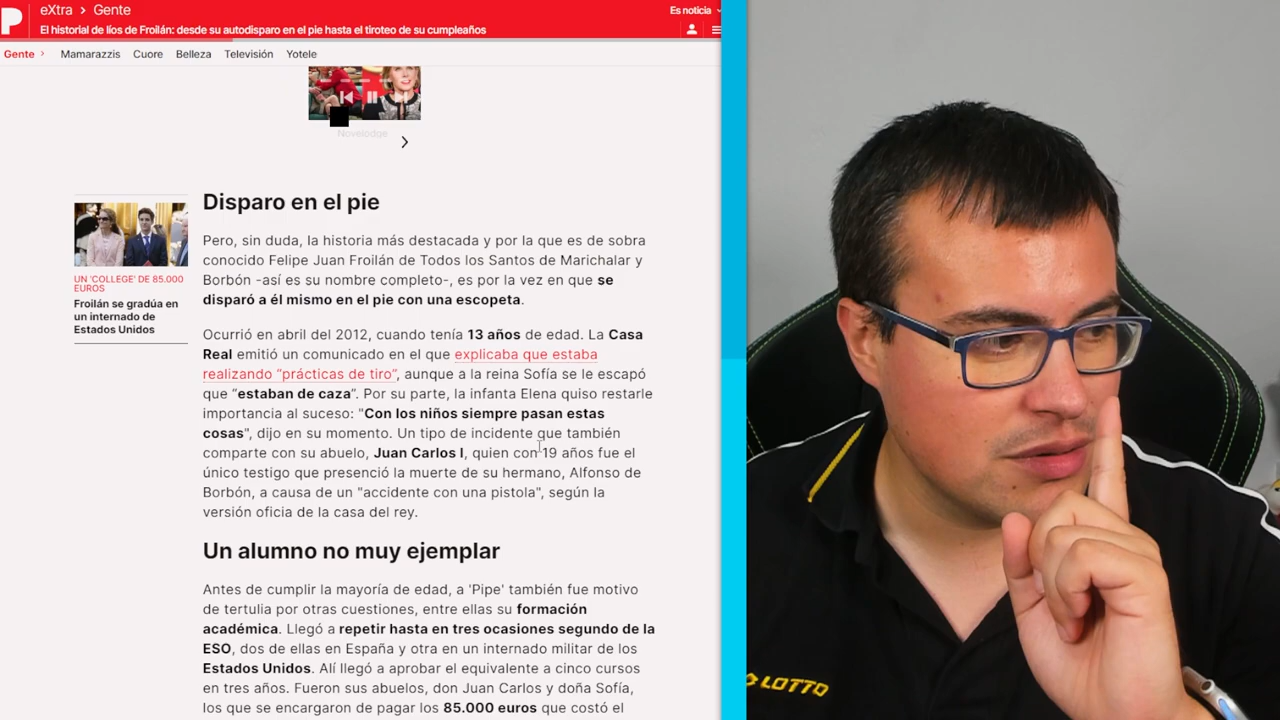 eXtra > Gente
Es noticia
El historial de líos de Froilán: desde su autodisparo en el pie hasta el tiroteo de su cumpleaños
Gente > Mamarazzis Cuore Belleza Televisión Yotele
Novelodge
UN 'COLLEGE' DE 85.000
EUROS
Froilán se gradúa en
un internado de
Estados Unidos
Disparo en el pie
Pero, sin duda, la historia más destacada y por la que es de sobra
conocido Felipe Juan Froilán de Todos los Santos de Marichalar y
Borbón -así es su nombre completo-, es por la vez en que se
disparó a él mismo en el pie con una escopeta.
Ocurrió en abril del 2012, cuando tenía 13 años de edad. La Casa
Real emitió un comunicado en el que explicaba que estaba
realizando "prácticas de tiro", aunque a la reina Sofía se le escapó
que "estaban de caza". Por su parte, la infanta Elena quiso restarle
importancia al suceso: "Con los niños siempre pasan estas
cosas", dijo en su momento. Un tipo de incidente que también
comparte con su abuelo, Juan Carlos I, quien con 19 años fue el
único testigo que presenció la muerte de su hermano, Alfonso de
Borbón, a causa de un "accidente con una pistola", según la
versión oficia de la casa del rey.
Un alumno no muy ejemplar
Antes de cumplir la mayoría de edad, a 'Pipe' también fue motivo
de tertulia por otras cuestiones, entre ellas su formación
académica. Llegó a repetir hasta en tres ocasiones segundo de la
ESO, dos de ellas en España y otra en un internado militar de los
Estados Unidos. Alí llegó a aprobar el equivalente a cinco cursos
en tres años. Fueron sus abuelos, don Juan Carlos y doña Sofía,
los que se encargaron de pagar los 85.000 euros que costó el
LOTTO